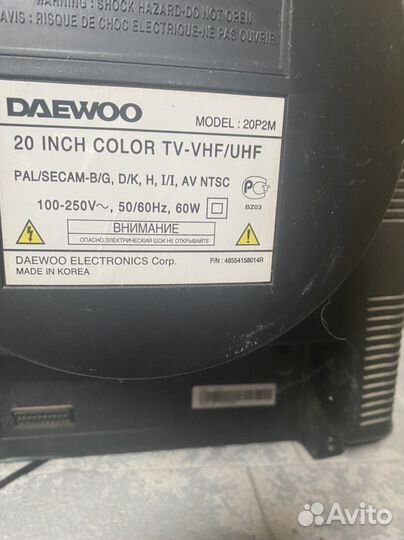 WARNING : SHOCK HAZARD-DO NOT OPEN
AVIS : RISQUE DE CHOC ELECTRIQUE-NE PAS OUVRIR.
DAEWOO MODEL : 20P2M
20 INCH COLOR TV-VHF/UHF
PAL/SECAM-B/G, D/K, H, I/I, AV NTSC
100-250V~, 50/60Hz, 60W
BZ03
ВНИМАНИЕ
ОПАСНО ЭЛЕКТРИЧЕСКИЙ ШОК НЕ ОТКРЫВАЙТЕ
DAEWOO ELECTRONICS Corp. P/N : 48554158014R
MADE IN KOREA
Avito